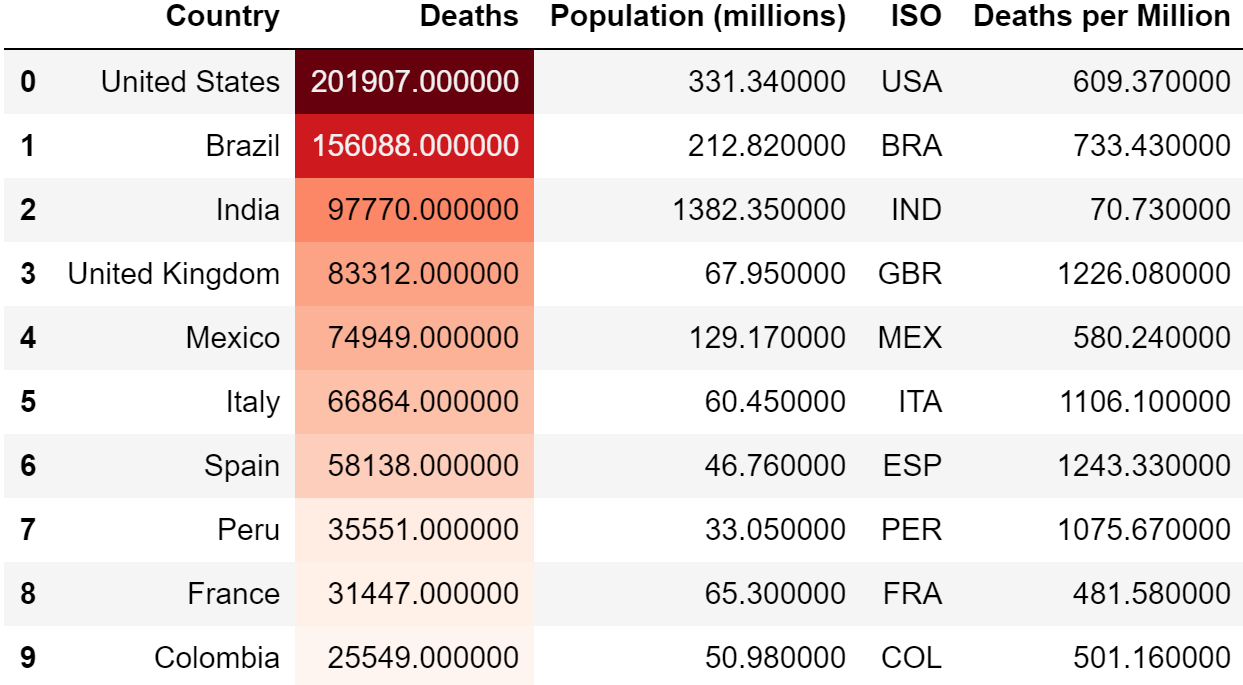 Country Deaths Population (millions) ISO Deaths per Million
0 United States 201907.000000 331.340000 USA 609.370000
1 Brazil 156088.000000 212.820000 BRA 733.430000
2 India 97770.000000 1382.350000 IND 70.730000
3 United Kingdom 83312.000000 67.950000 GBR 1226.080000
4 Mexico 74949.000000 129.170000 MEX 580.240000
5 Italy 66864.000000 60.450000 ITA 1106.100000
6 Spain 58138.000000 46.760000 ESP 1243.330000
7 Peru 35551.000000 33.050000 PER 1075.670000
8 France 31447.000000 65.300000 FRA 481.580000
9 Colombia 25549.000000 50.980000 COL 501.160000